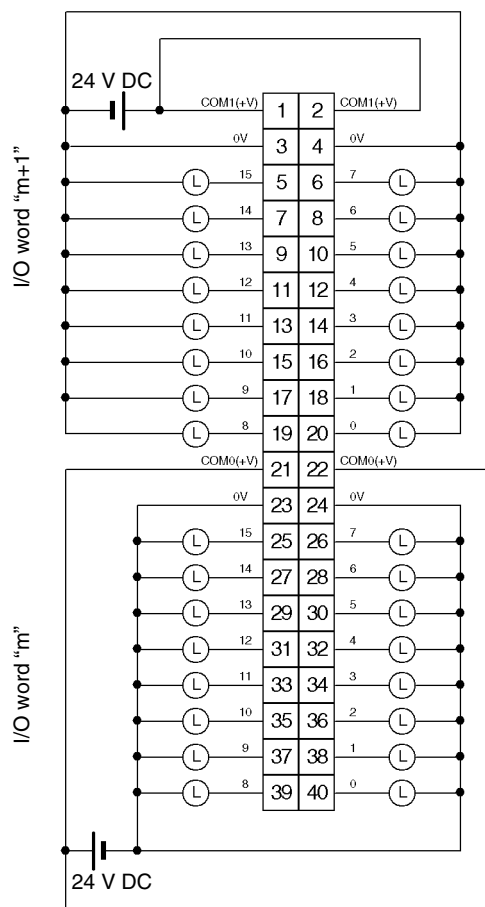 24 V DC
COM1(+V) 1 2 COM1(+V)
0V 3 4 0V
L 15 5 6 7 L
L 14 7 8 6 L
L 13 9 10 5 L
L 12 11 12 4 L
L 11 13 14 3 L
L 10 15 16 2 L
L 9 17 18 1 L
L 8 19 20 0 L
I/O word “m+1”
COM0(+V) 21 22 COM0(+V)
0V 23 24 0V
L 15 25 26 7 L
L 14 27 28 6 L
L 13 29 30 5 L
L 12 31 32 4 L
L 11 33 34 3 L
L 10 35 36 2 L
L 9 37 38 1 L
L 8 39 40 0 L
I/O word “m”
24 V DC